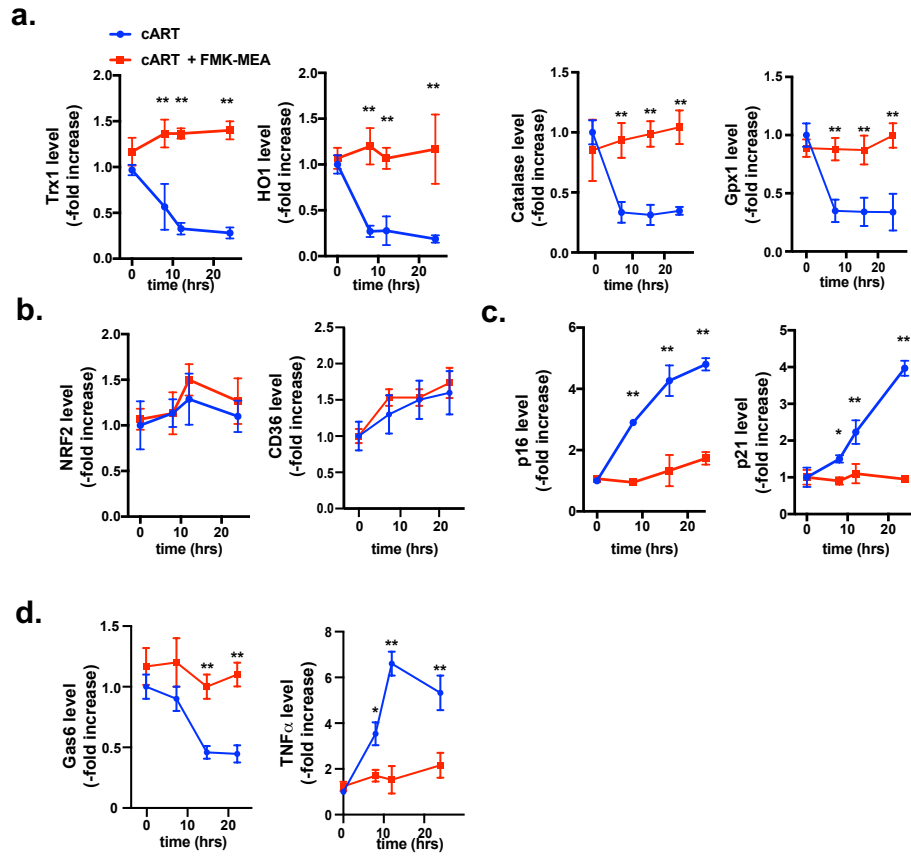 a.
cART
cART + FMK-MEA
Trx1 level
(-fold increase)
2.0
1.5
1.0
0.5
0.0
0 10 20
time (hrs)
** ** **
HO1 level
(-fold increase)
2.0
1.5
1.0
0.5
0.0
0 10 20
time (hrs)
** ** **
Catalase level
(-fold increase)
1.5
1.0
0.5
0
0 10 20
time (hrs)
** ** **
Gpx1 level
(-fold increase)
1.5
1.0
0.5
0.0
0 10 20
time (hrs)
** ** **
b.
NRF2 level
(-fold increase)
2.0
1.5
1.0
0.5
0
0 10 20
time (hrs)
CD36 level
(-fold increase)
2.5
2.0
1.5
1.0
0.5
0
0 10 20
time (hrs)
c.
p16 level
(-fold increase)
6
4
2
0
0 10 20
time (hrs)
** ** **
p21 level
(-fold increase)
5
4
3
2
1
0
0 10 20
time (hrs)
* ** **
d.
Gas6 level
(-fold increase)
1.5
1.0
0.5
0
0 10 20
time (hrs)
** **
TNFα level
(-fold increase)
8
6
4
2
0
0 10 20
time (hrs)
* ** **